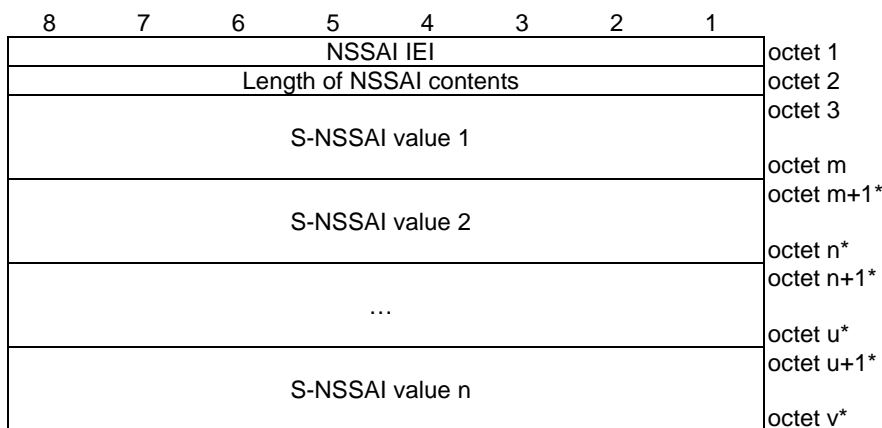 8 7 6 5 4 3 2 1
NSSAI IEI octet 1
Length of NSSAI contents octet 2
octet 3
S-NSSAI value 1
octet m
octet m+1*
S-NSSAI value 2
octet n*
octet n+1*
…
octet u*
octet u+1*
S-NSSAI value n
octet v*